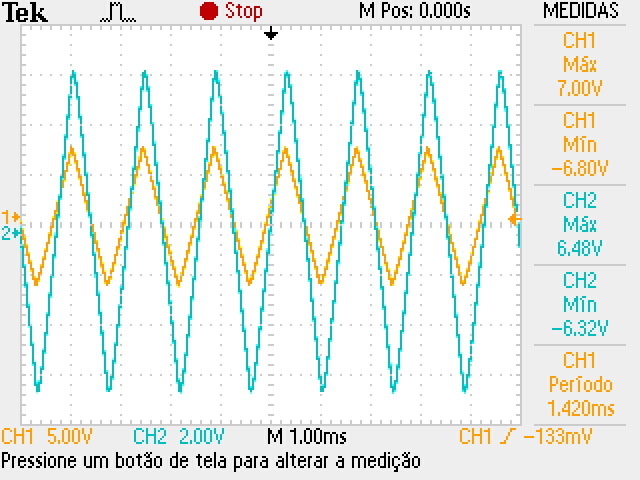 Tek Stop M Pos: 0.000s MEDIDAS
CH1
Máx
7.00V
CH1
Mín
-6.80V
CH2
Máx
6.48V
CH2
Mín
-6.32V
CH1
Período
1.420ms
1
2
CH1 5.00V CH2 2.00V M 1.00ms CH1 -133mV
Pressione um botão de tela para alterar a medição